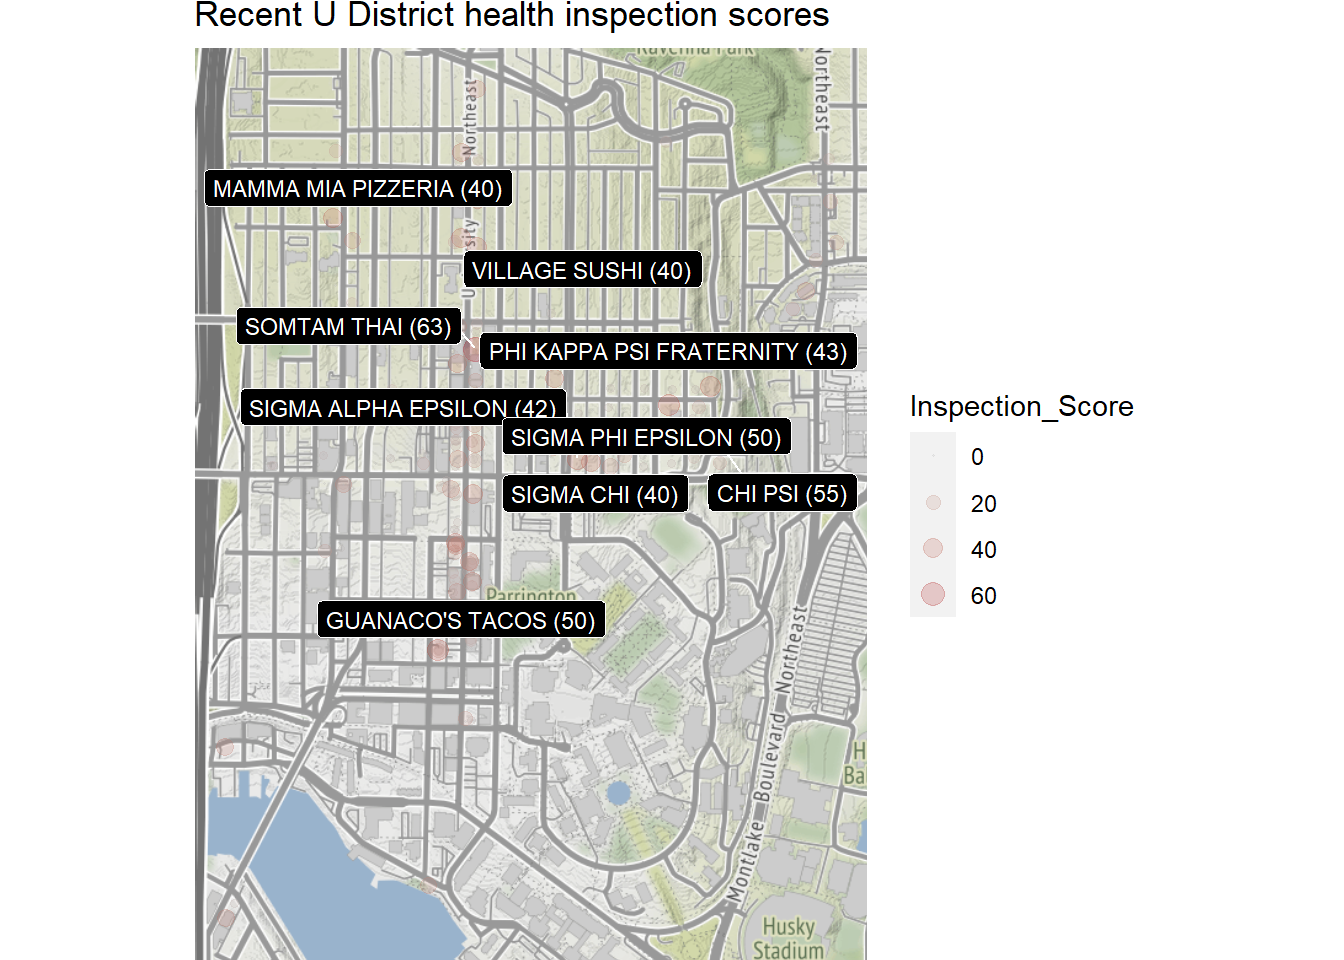 Recent U District health inspection scores
Ravenna Park
Northeast
Northeast
MAMMA MIA PIZZERIA (40)
VILLAGE SUSHI (40)
SOMTAM THAI (63)
PHI KAPPA PSI FRATERNITY (43)
SIGMA ALPHA EPSILON (42)
SIGMA PHI EPSILON (50)
SIGMA CHI (40)
CHI PSI (55)
Parrington
GUANACO'S TACOS (50)
Montlake Boulevard Northeast
Husky
Stadium
Inspection_Score
0
20
40
60